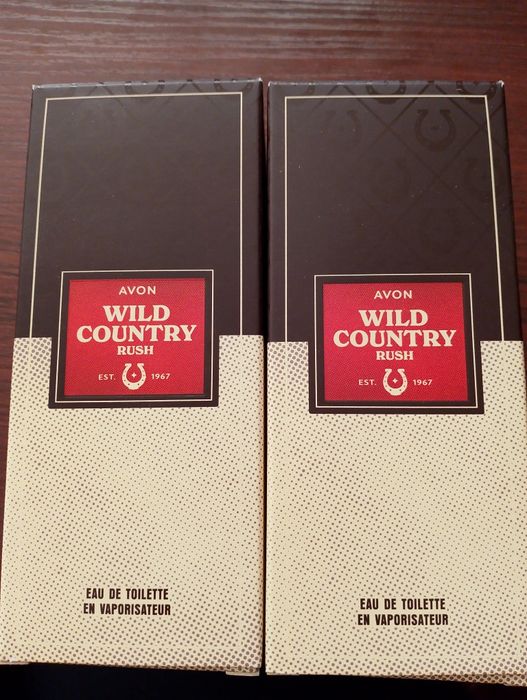 AVON
WILD
COUNTRY
RUSH
EST. 1967
EAU DE TOILETTE
EN VAPORISATEUR
AVON
WILD
COUNTRY
RUSH
EST. 1967
EAU DE TOILETTE
EN VAPORISATEUR